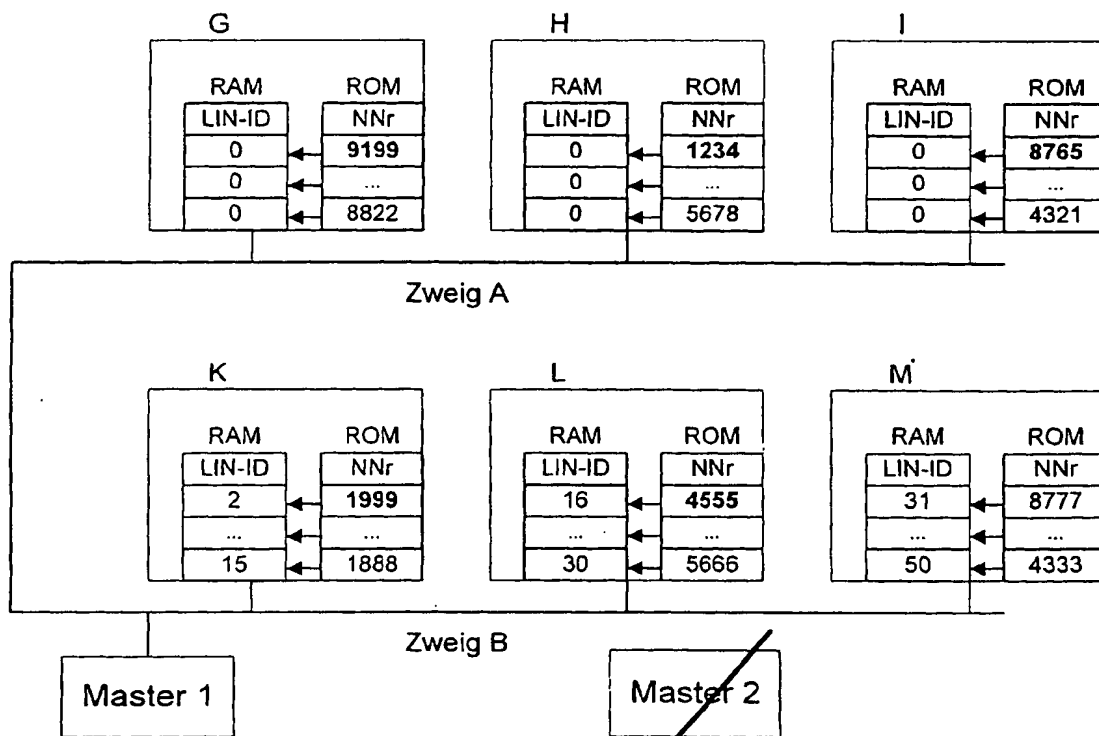 G H I
RAM ROM RAM ROM RAM ROM
LIN-ID NNr LIN-ID NNr LIN-ID NNr
0 9199 0 1234 0 8765
0 ... 0 ... 0 ...
0 8822 0 5678 0 4321
Zweig A
K L M
RAM ROM RAM ROM RAM ROM
LIN-ID NNr LIN-ID NNr LIN-ID NNr
2 1999 16 4555 31 8777
... ... ... ... ... ...
15 1888 30 5666 50 4333
Zweig B
Master 1 Master 2